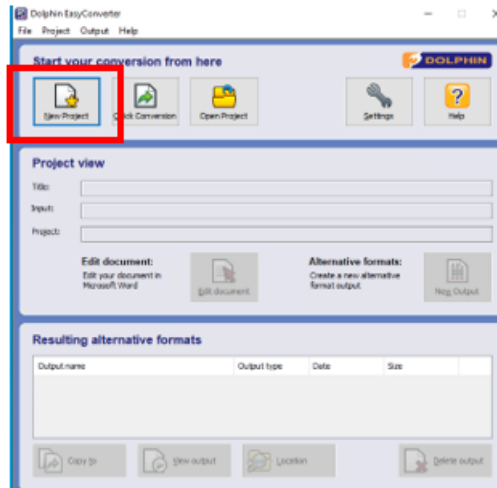 Dolphin EasyConverter
File Project Output Help
Start your conversion from here
DOLPHIN
New Project
Quick Conversion
Open Project
Settings
Help
Project view
Title:
Input:
Project:
Edit document:
Edit your document in
Microsoft Word
Edit document
Alternative formats:
Create a new alternative
format output
New Output
Resulting alternative formats
Output name Output type Date Size
Copy to
View output
Location
Delete output